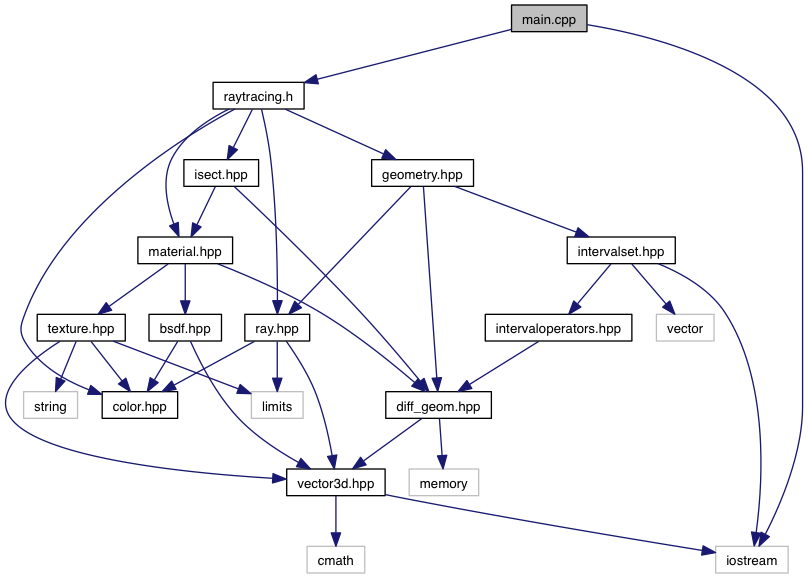 main.cpp
raytracing.h
isect.hpp
geometry.hpp
material.hpp
intervalset.hpp
texture.hpp
bsdf.hpp
ray.hpp
intervaloperators.hpp
vector
string
color.hpp
limits
diff_geom.hpp
vector3d.hpp
memory
cmath
iostream